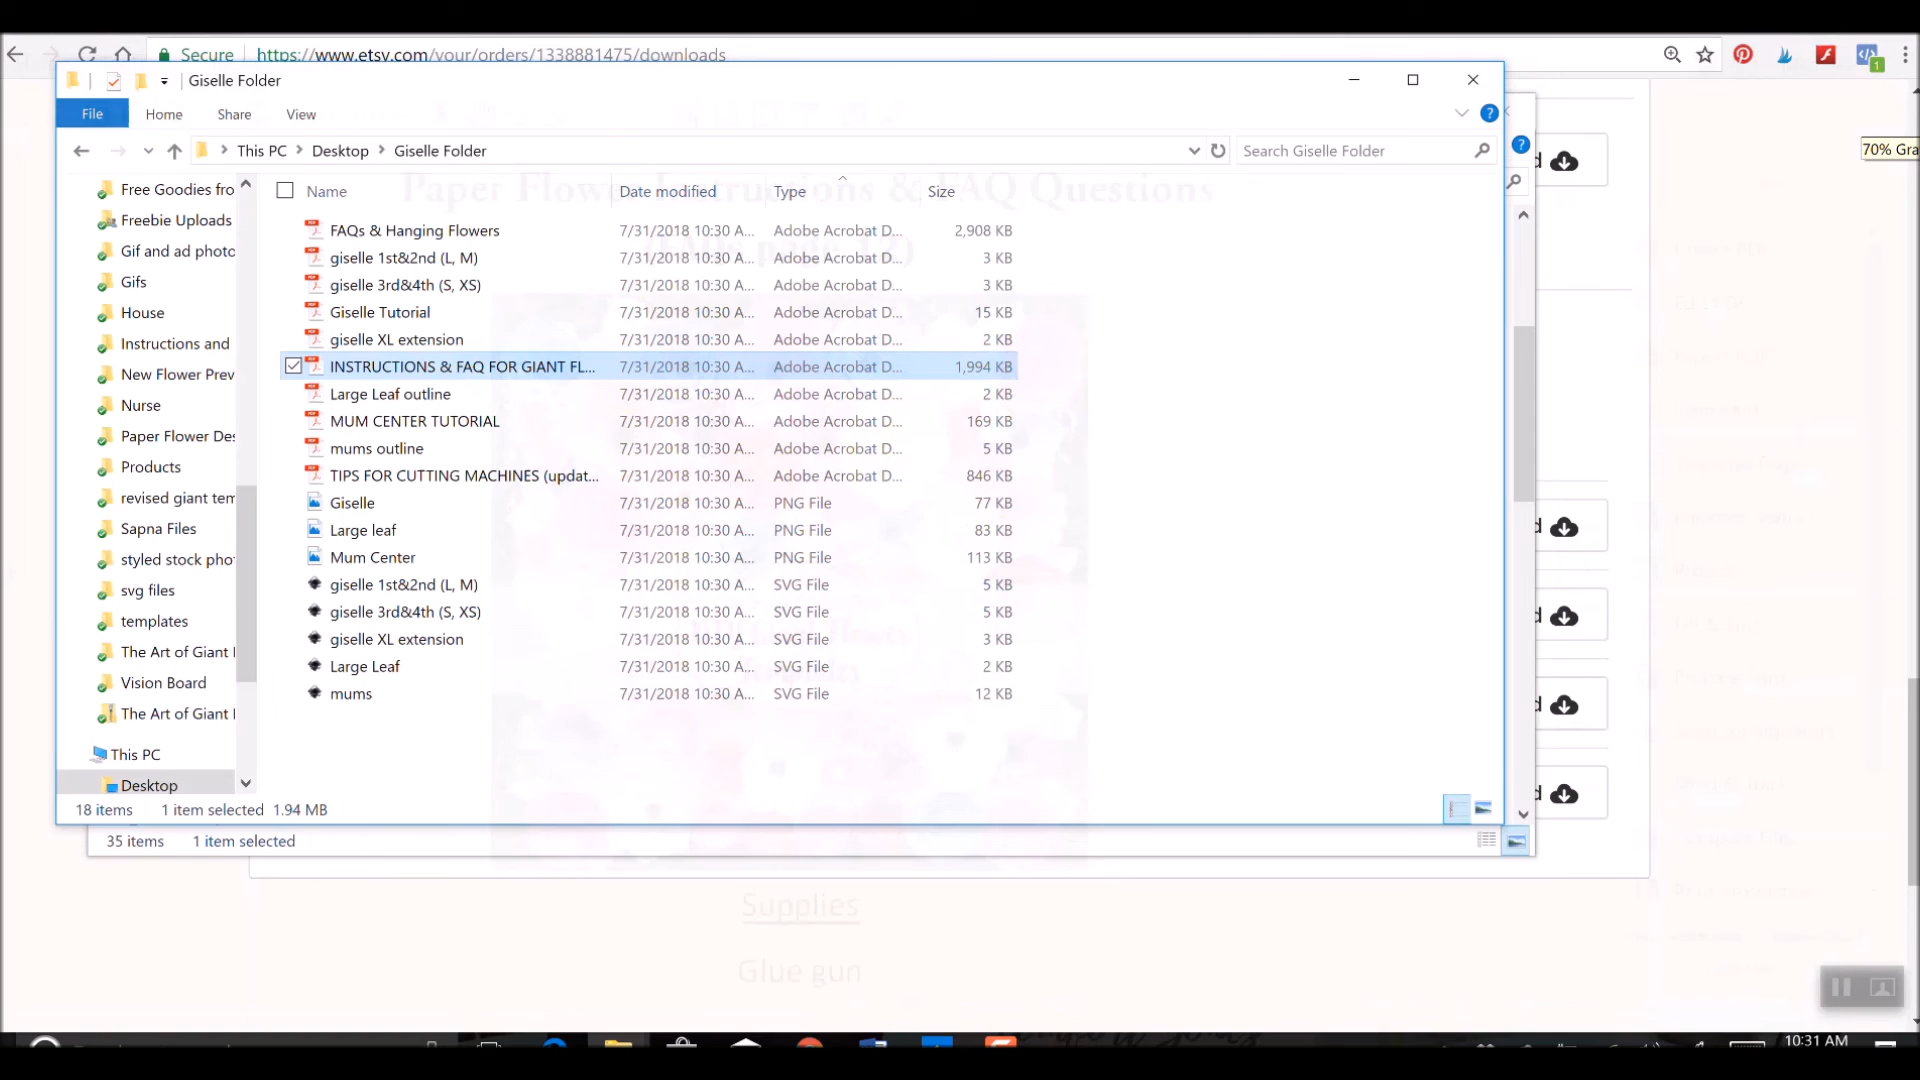 Secure https://www.etsy.com/your/orders/1338881475/downloads
1
Giselle Folder
File Home Share View
This PC Desktop Giselle Folder Search Giselle Folder
70% Gra
Paper Flower Instructions & FAQ Questions
Name Date modified Type Size
Free Goodies fro
Freebie Uploads
Gif and ad photo
Gifs
House
Instructions and
New Flower Prev
Nurse
Paper Flower Des
Products
revised giant tem
Sapna Files
styled stock pho
svg files
templates
The Art of Giant
Vision Board
The Art of Giant
This PC
Desktop
FAQs & Hanging Flowers 7/31/2018 10:30 A... Adobe Acrobat D... 2,908 KB
giselle 1st&2nd (L, M) 7/31/2018 10:30 A... Adobe Acrobat D... 3 KB
giselle 3rd&4th (S, XS) 7/31/2018 10:30 A... Adobe Acrobat D... 3 KB
Giselle Tutorial 7/31/2018 10:30 A... Adobe Acrobat D... 15 KB
giselle XL extension 7/31/2018 10:30 A... Adobe Acrobat D... 2 KB
INSTRUCTIONS & FAQ FOR GIANT FL... 7/31/2018 10:30 A... Adobe Acrobat D... 1,994 KB
Large Leaf outline 7/31/2018 10:30 A... Adobe Acrobat D... 2 KB
MUM CENTER TUTORIAL 7/31/2018 10:30 A... Adobe Acrobat D... 169 KB
mums outline 7/31/2018 10:30 A... Adobe Acrobat D... 5 KB
TIPS FOR CUTTING MACHINES (updat... 7/31/2018 10:30 A... Adobe Acrobat D... 846 KB
Giselle 7/31/2018 10:30 A... PNG File 77 KB
Large leaf 7/31/2018 10:30 A... PNG File 83 KB
Mum Center 7/31/2018 10:30 A... PNG File 113 KB
giselle 1st&2nd (L, M) 7/31/2018 10:30 A... SVG File 5 KB
giselle 3rd&4th (S, XS) 7/31/2018 10:30 A... SVG File 5 KB
giselle XL extension 7/31/2018 10:30 A... SVG File 3 KB
Large Leaf 7/31/2018 10:30 A... SVG File 2 KB
mums 7/31/2018 10:30 A... SVG File 12 KB
18 items 1 item selected 1.94 MB
35 items 1 item selected
Supplies
Glue gun
10:31 AM